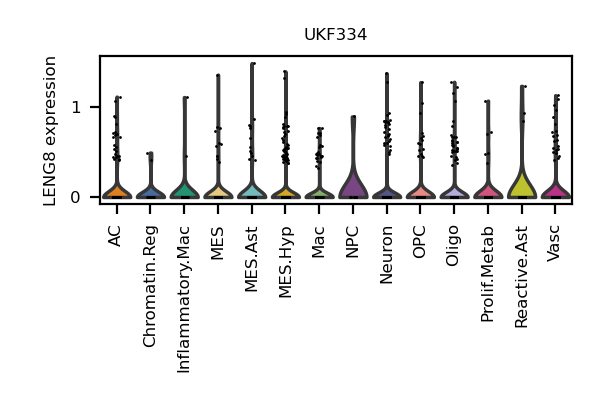 UKF334
LENG8 expression
1
0
AC
Chromatin.Reg
Inflammatory.Mac
MES
MES.Ast
MES.Hyp
Mac
NPC
Neuron
OPC
Oligo
Prolif.Metab
Reactive.Ast
Vasc